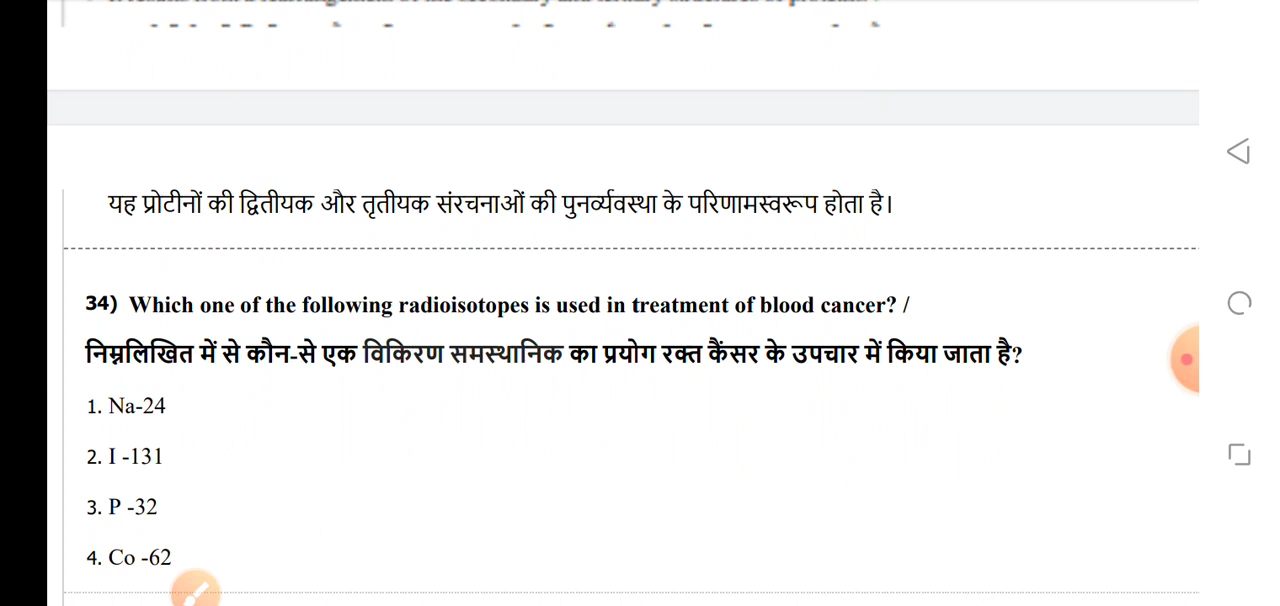 यह प्रोटीनों की द्वितीयक और तृतीयक संरचनाओं की पुनर्व्यवस्था के परिणामस्वरूप होता है।
34) Which one of the following radioisotopes is used in treatment of blood cancer? /
निम्नलिखित में से कौन-से एक विकिरण समस्थानिक का प्रयोग रक्त कैंसर के उपचार में किया जाता है?
1. Na-24
2. I -131
3. P -32
4. Co -62